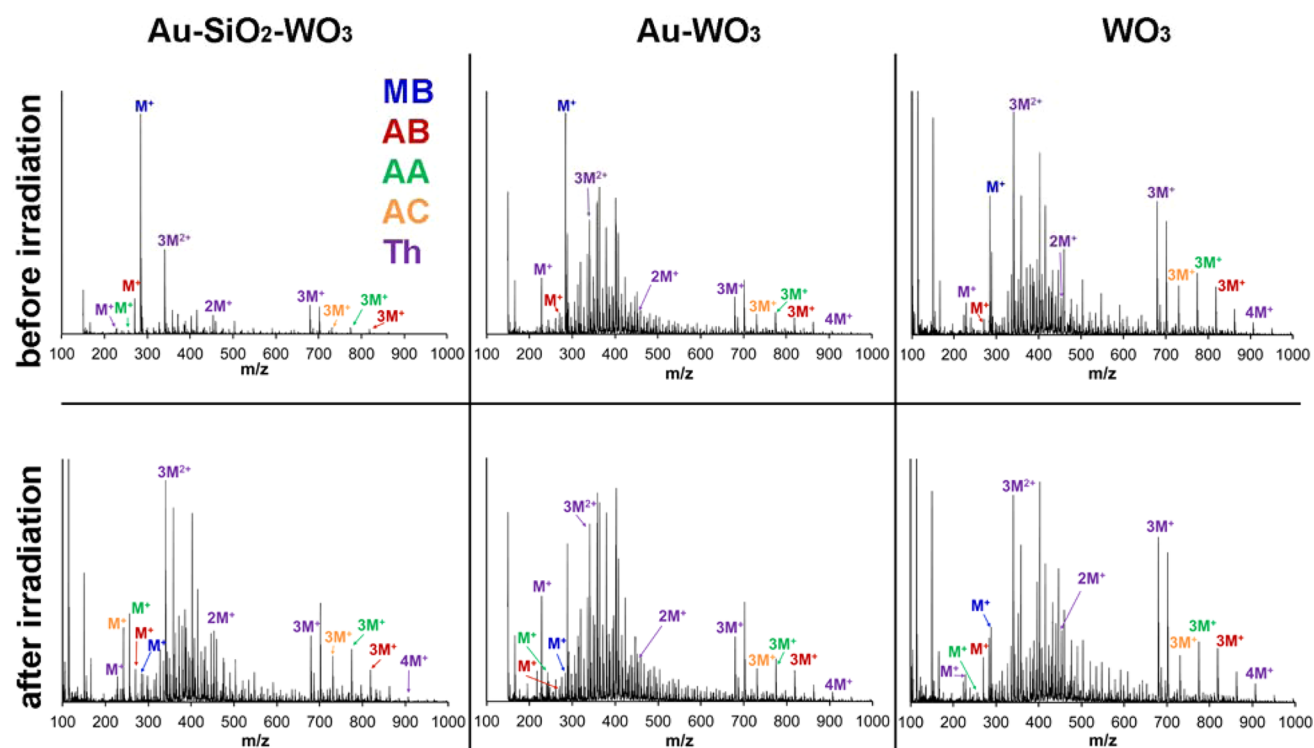 Au-SiO₂-WO₃ Au-WO₃ WO₃
before irradiation
M⁺ 3M²⁺ M⁺ M⁺ M⁺ 2M⁺ 3M⁺ 3M⁺ 3M⁺ 3M⁺
MB
AB
AA
AC
Th
100 200 300 400 500 600 700 800 900 1000
m/z
M⁺ 3M²⁺ M⁺ M⁺ 2M⁺ 3M⁺ 3M⁺ 3M⁺ 3M⁺ 4M⁺
100 200 300 400 500 600 700 800 900 1000
m/z
3M²⁺ M⁺ M⁺ M⁺ 2M⁺ 3M⁺ 3M⁺ 3M⁺ 3M⁺ 4M⁺
100 200 300 400 500 600 700 800 900 1000
m/z
after irradiation
3M²⁺ M⁺ M⁺ M⁺ M⁺ M⁺ 2M⁺ 3M⁺ 3M⁺ 3M⁺ 3M⁺ 4M⁺
100 200 300 400 500 600 700 800 900 1000
m/z
3M²⁺ M⁺ M⁺ M⁺ M⁺ 2M⁺ 3M⁺ 3M⁺ 3M⁺ 3M⁺ 4M⁺
100 200 300 400 500 600 700 800 900 1000
m/z
3M²⁺ M⁺ M⁺ M⁺ M⁺ 2M⁺ 3M⁺ 3M⁺ 3M⁺ 3M⁺ 4M⁺
100 200 300 400 500 600 700 800 900 1000
m/z